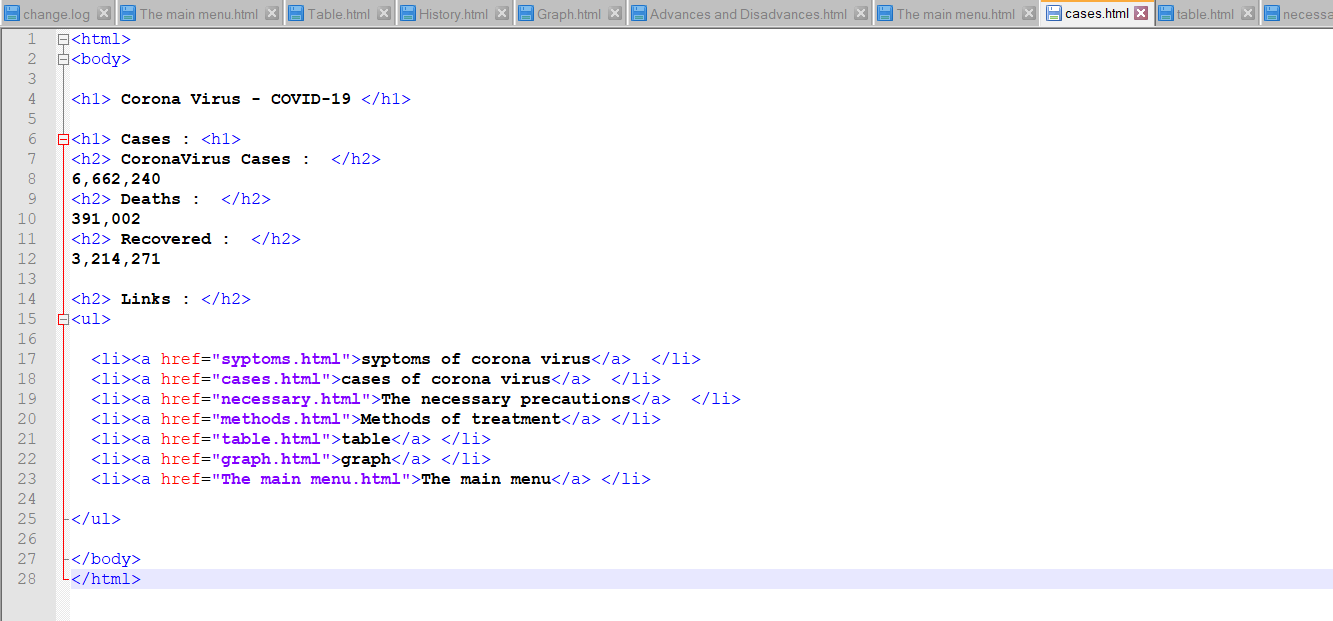 change.log The main menu.html Table.html History.html Graph.html Advances and Disadvances.html The main menu.html cases.html table.html necessa
1 <html>
2 <body>
3
4 <h1> Corona Virus - COVID-19 </h1>
5
6 <h1> Cases : <h1>
7 <h2> CoronaVirus Cases :  </h2>
8 6,662,240
9 <h2> Deaths :  </h2>
10 391,002
11 <h2> Recovered :  </h2>
12 3,214,271
13
14 <h2> Links : </h2>
15 <ul>
16
17   <li><a href="syptoms.html">syptoms of corona virus</a>  </li>
18   <li><a href="cases.html">cases of corona virus</a>  </li>
19   <li><a href="necessary.html">The necessary precautions</a>  </li>
20   <li><a href="methods.html">Methods of treatment</a> </li>
21   <li><a href="table.html">table</a> </li>
22   <li><a href="graph.html">graph</a> </li>
23   <li><a href="The main menu.html">The main menu</a> </li>
24
25 </ul>
26
27 </body>
28 </html>